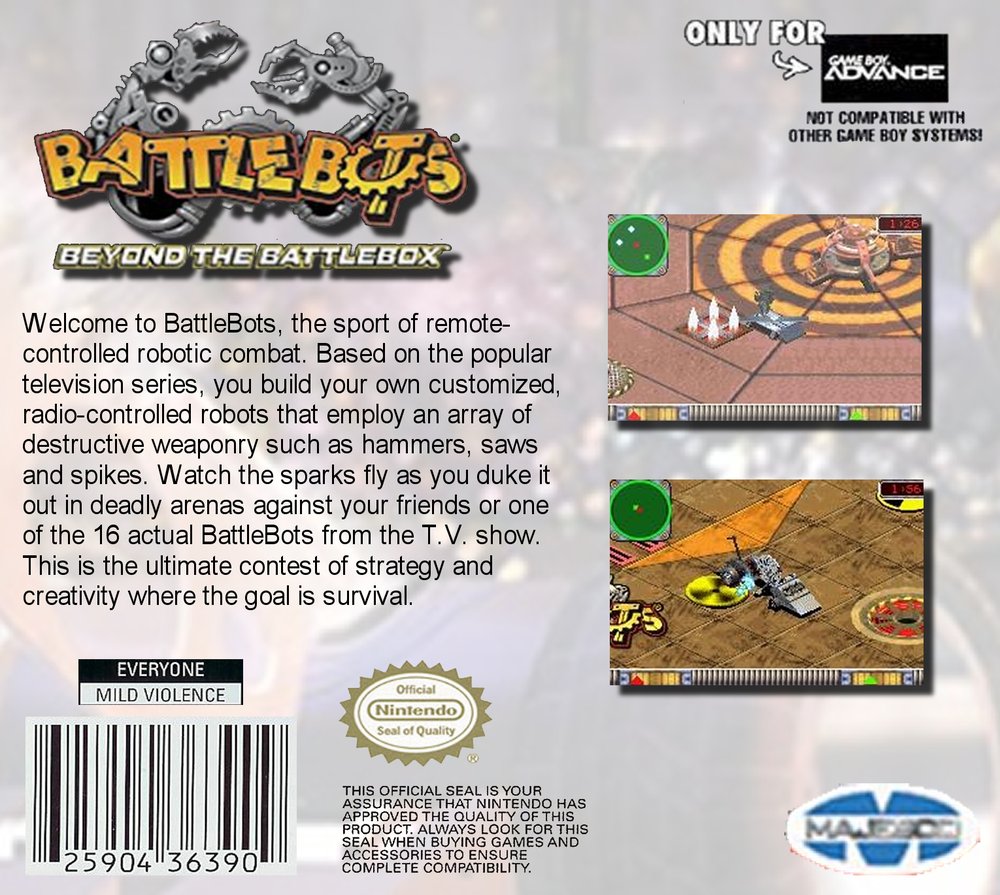 BATTLEBOTS
BEYOND THE BATTLEBOX
ONLY FOR
GAME BOY
ADVANCE
NOT COMPATIBLE WITH
OTHER GAME BOY SYSTEMS!
Welcome to BattleBots, the sport of remote-
controlled robotic combat. Based on the popular
television series, you build your own customized,
radio-controlled robots that employ an array of
destructive weaponry such as hammers, saws
and spikes. Watch the sparks fly as you duke it
out in deadly arenas against your friends or one
of the 16 actual BattleBots from the T.V. show.
This is the ultimate contest of strategy and
creativity where the goal is survival.
1:26
1:56
EVERYONE
MILD VIOLENCE
25904 36390
Official
Nintendo
Seal of Quality
®
THIS OFFICIAL SEAL IS YOUR
ASSURANCE THAT NINTENDO HAS
APPROVED THE QUALITY OF THIS
PRODUCT. ALWAYS LOOK FOR THIS
SEAL WHEN BUYING GAMES AND
ACCESSORIES TO ENSURE
COMPLETE COMPATIBILITY.
MAJESCO